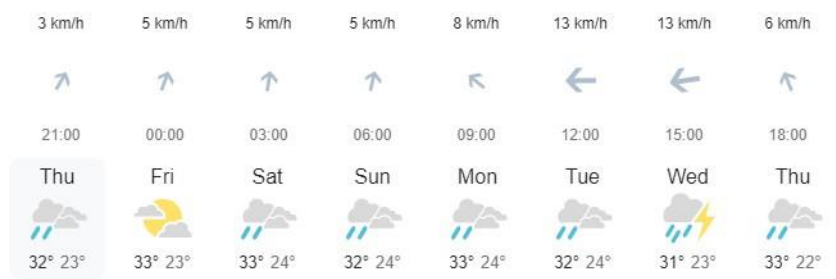 3 km/h 5 km/h 5 km/h 5 km/h 8 km/h 13 km/h 13 km/h 6 km/h
21:00 00:00 03:00 06:00 09:00 12:00 15:00 18:00
Thu Fri Sat Sun Mon Tue Wed Thu
32° 23° 33° 23° 33° 24° 32° 24° 33° 24° 32° 24° 31° 23° 33° 22°